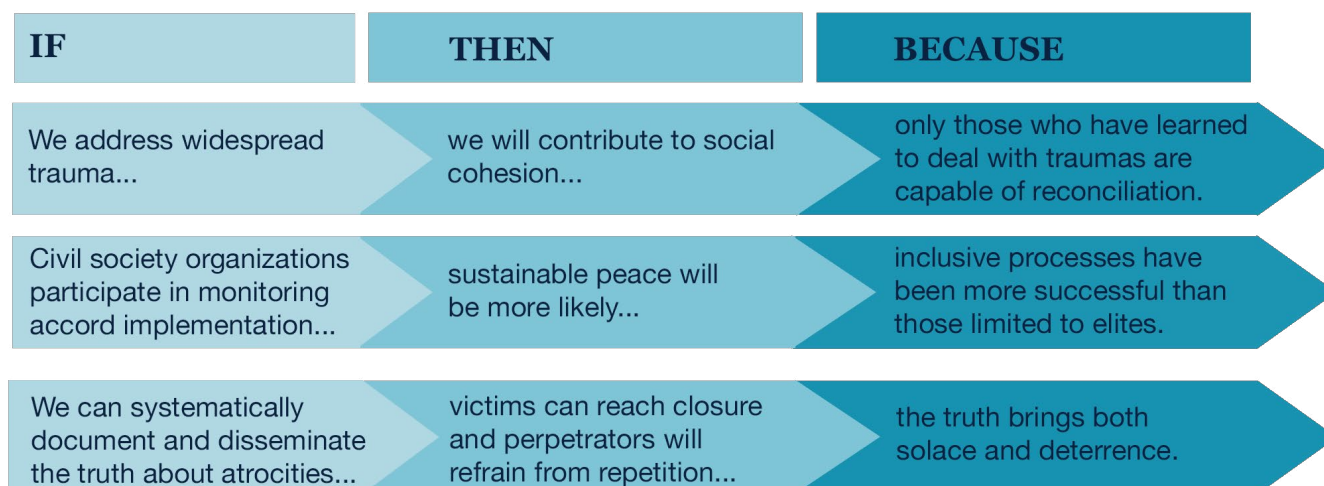 IF
THEN
BECAUSE
We address widespread
trauma...
we will contribute to social
cohesion...
only those who have learned
to deal with traumas are
capable of reconciliation.
Civil society organizations
participate in monitoring
accord implementation...
sustainable peace will
be more likely...
inclusive processes have
been more successful than
those limited to elites.
We can systematically
document and disseminate
the truth about atrocities...
victims can reach closure
and perpetrators will
refrain from repetition...
the truth brings both
solace and deterrence.